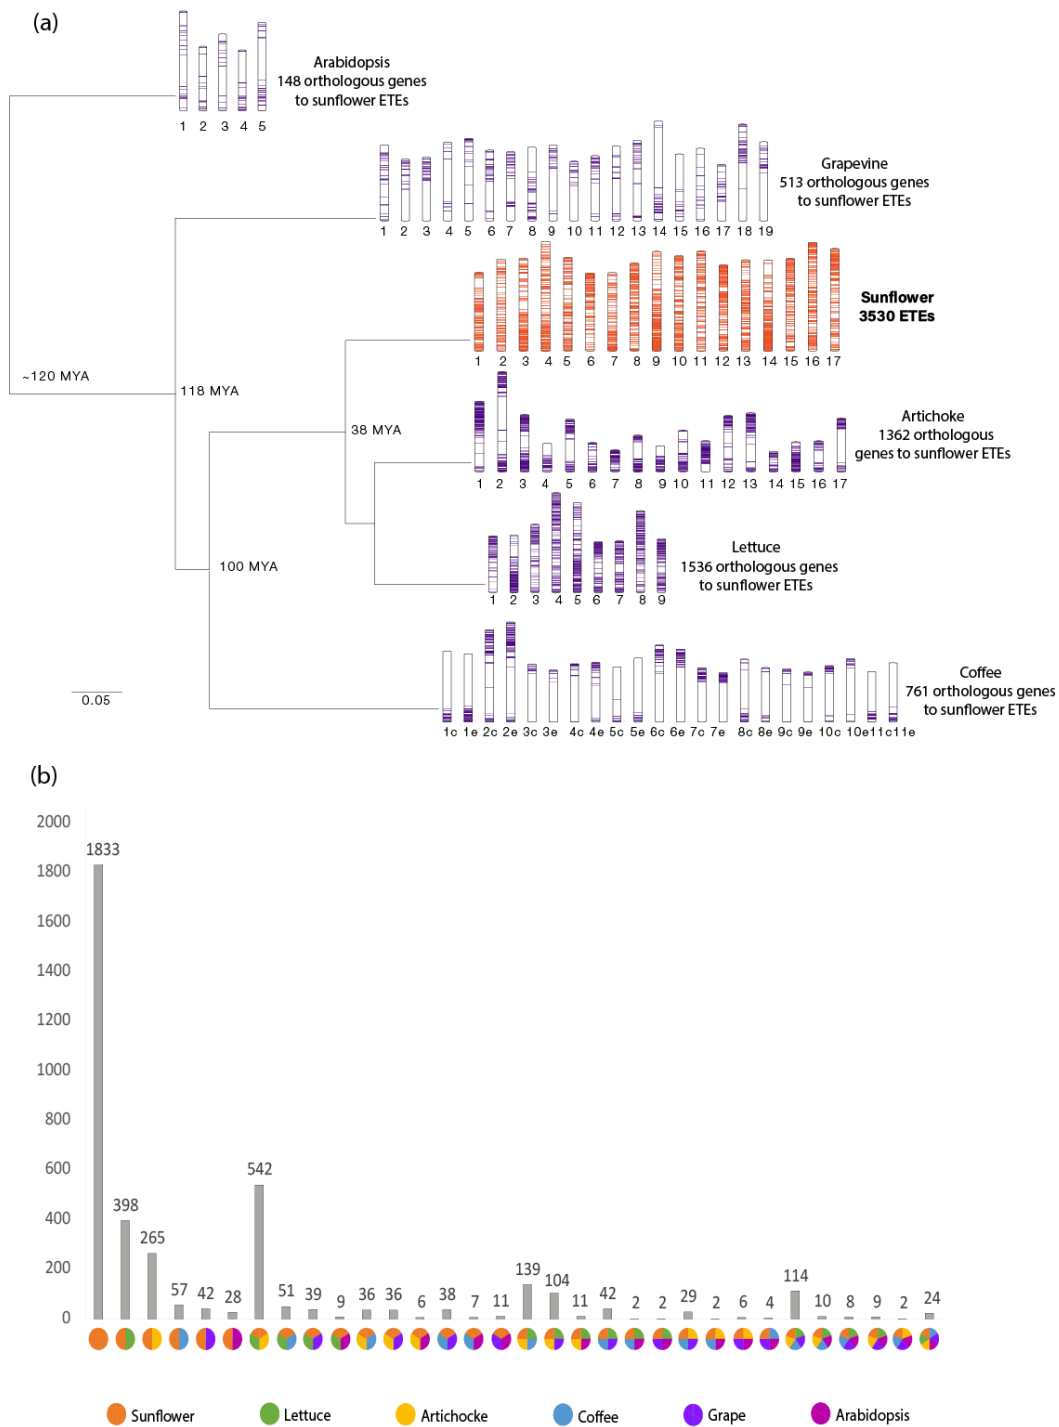 (a)
Arabidopsis
148 orthologous genes
to sunflower ETEs
1 2 3 4 5
Grapevine
513 orthologous genes
to sunflower ETEs
1 2 3 4 5 6 7 8 9 10 11 12 13 14 15 16 17 18 19
Sunflower
3530 ETEs
1 2 3 4 5 6 7 8 9 10 11 12 13 14 15 16 17
~120 MYA
118 MYA
38 MYA
Artichoke
1362 orthologous
genes to sunflower ETEs
1 2 3 4 5 6 7 8 9 10 11 12 13 14 15 16 17
Lettuce
1536 orthologous genes
to sunflower ETEs
100 MYA
1 2 3 4 5 6 7 8 9
Coffee
761 orthologous genes
to sunflower ETEs
0.05
1c 1e 2c 2e 3c 3e 4c 4e 5c 5e 6c 6e 7c 7e 8c 8e 9c 9e 10c 10e 11c 11e
(b)
2000
1800
1600
1400
1200
1000
800
600
400
200
0
1833 398 265 57 42 28 542 51 39 9 36 36 6 38 7 11 139 104 11 42 2 2 29 2 6 4 114 10 8 9 2 24
Sunflower Lettuce Artichocke Coffee Grape Arabidopsis